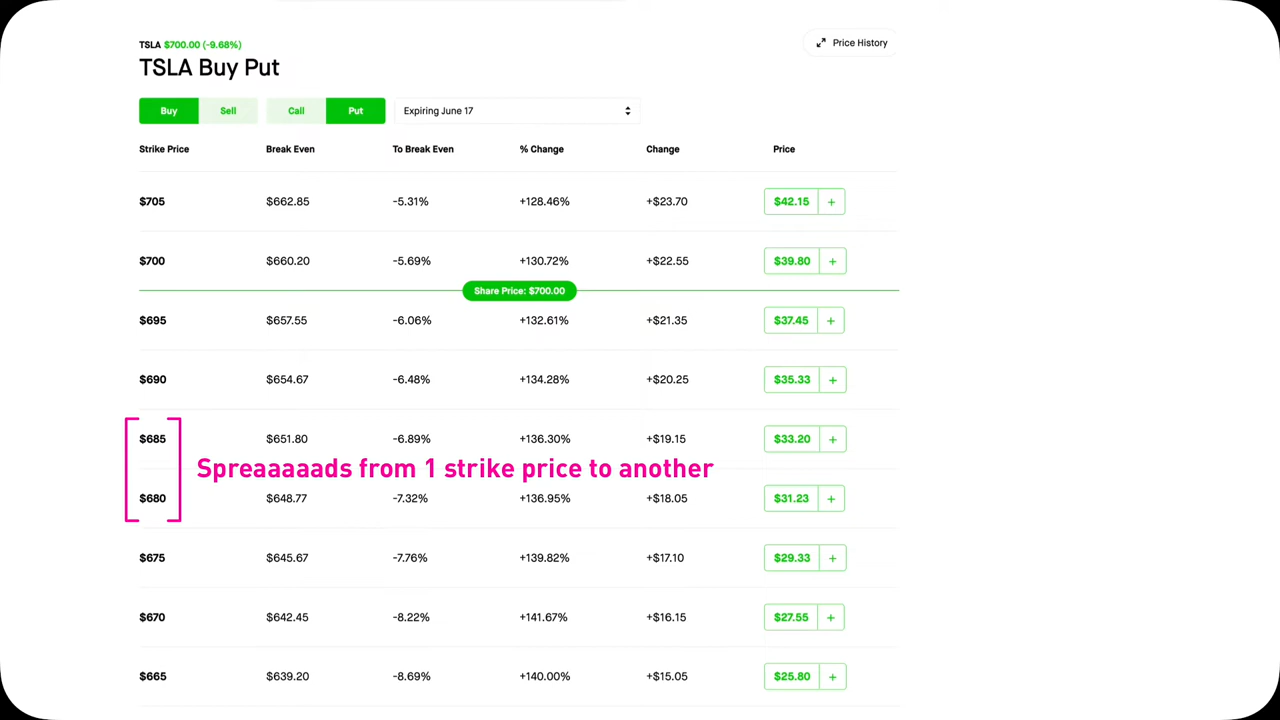 TSLA $700.00 (-9.68%)
Price History
TSLA Buy Put
Buy Sell Call Put Expiring June 17
Strike Price Break Even To Break Even % Change Change Price
$705 $662.85 -5.31% +128.46% +$23.70 $42.15 +
$700 $660.20 -5.69% +130.72% +$22.55 $39.80 +
Share Price: $700.00
$695 $657.55 -6.06% +132.61% +$21.35 $37.45 +
$690 $654.67 -6.48% +134.28% +$20.25 $35.33 +
$685 $651.80 -6.89% +136.30% +$19.15 $33.20 +
Spreaaaaads from 1 strike price to another
$680 $648.77 -7.32% +136.95% +$18.05 $31.23 +
$675 $645.67 -7.76% +139.82% +$17.10 $29.33 +
$670 $642.45 -8.22% +141.67% +$16.15 $27.55 +
$665 $639.20 -8.69% +140.00% +$15.05 $25.80 +